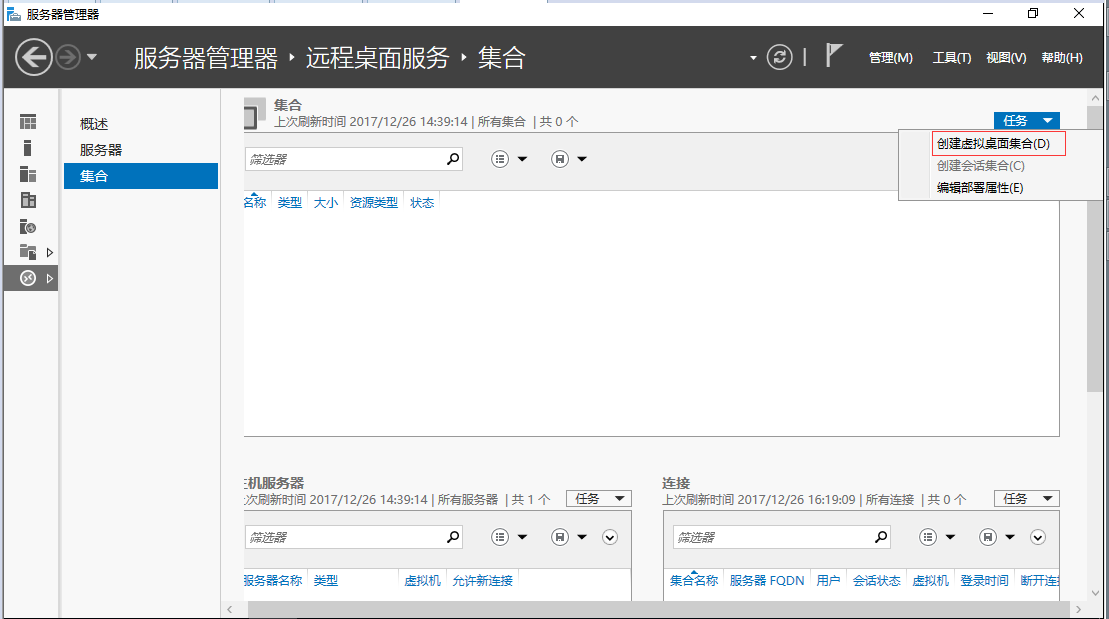 服务器管理器
服务器管理器 · 远程桌面服务 · 集合
管理(M) 工具(T) 视图(V) 帮助(H)
概述
服务器
集合
集合
上次刷新时间 2017/12/26 14:39:14 | 所有集合 | 共 0 个
任务
创建虚拟桌面集合(D)
创建会话集合(C)
编辑部署属性(E)
筛选器
名称 类型 大小 资源类型 状态
主机服务器
次刷新时间 2017/12/26 14:39:14 | 所有服务器 | 共 1 个
任务
筛选器
服务器名称 类型 虚拟机 允许新连接
连接
上次刷新时间 2017/12/26 16:19:09 | 所有连接 | 共 0 个
任务
筛选器
集合名称 服务器 FQDN 用户 会话状态 虚拟机 登录时间 断开连接